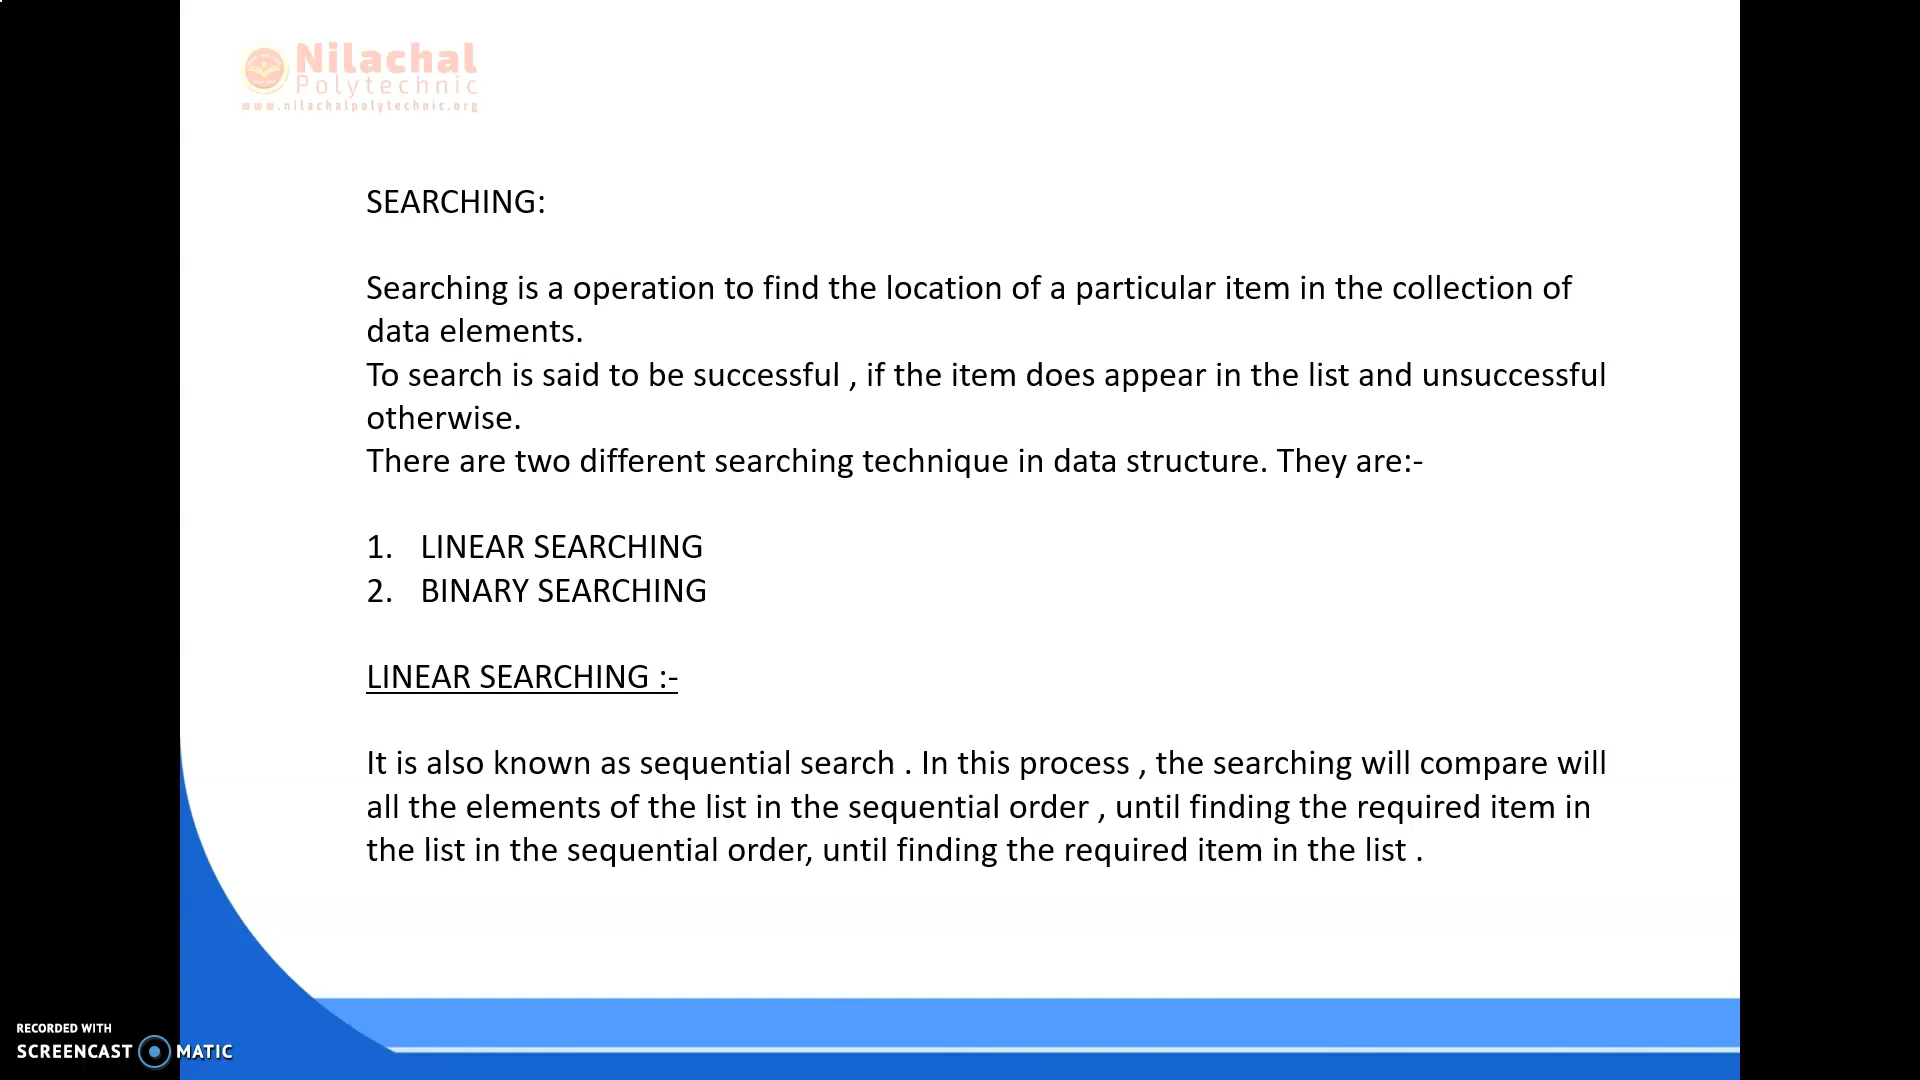 Nilachal
Polytechnic
www.nilachalpolytechnic.org
SEARCHING:
Searching is a operation to find the location of a particular item in the collection of
data elements.
To search is said to be successful , if the item does appear in the list and unsuccessful
otherwise.
There are two different searching technique in data structure. They are:-
1. LINEAR SEARCHING
2. BINARY SEARCHING
LINEAR SEARCHING :-
It is also known as sequential search . In this process , the searching will compare will
all the elements of the list in the sequential order , until finding the required item in
the list in the sequential order, until finding the required item in the list .
RECORDED WITH
SCREENCAST MATIC